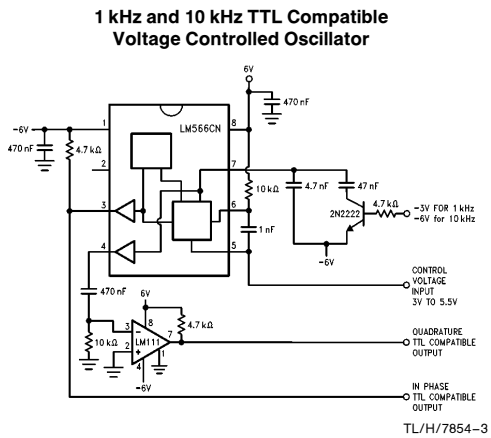 1 kHz and 10 kHz TTL Compatible
Voltage Controlled Oscillator
6V
470 nF
-6V
1
LM566CN
8
470 nF
4.7 kΩ
2
7
10 kΩ
4.7 nF
47 nF
4.7 kΩ
-3V FOR 1 kHz
-6V for 10 kHz
2N2222
3
6
1 nF
4
5
-6V
CONTROL
VOLTAGE
INPUT
3V TO 5.5V
470 nF
6V
8
4.7 kΩ
3
-
LM111
7
10 kΩ
2
+
4
1
-6V
QUADRATURE
TTL COMPATIBLE
OUTPUT
IN PHASE
TTL COMPATIBLE
OUTPUT
TL/H/7854-3